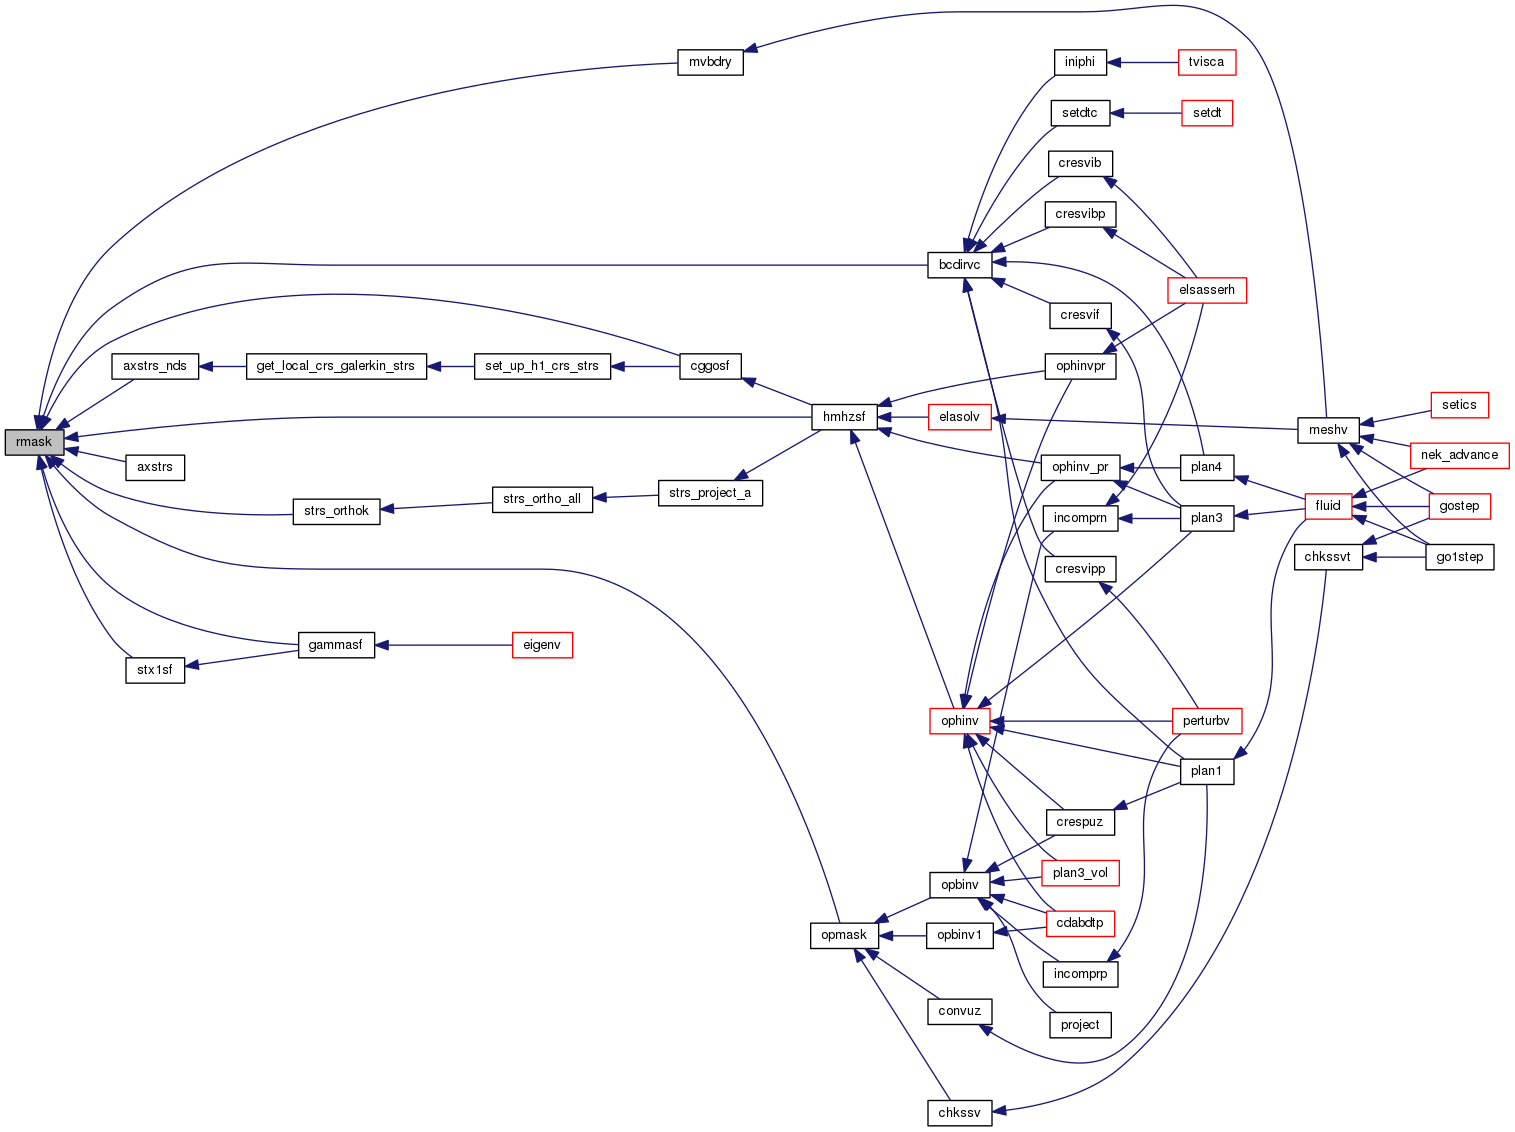 rmask
mvbdry
axstrs_nds
get_local_crs_galerkin_strs
set_up_h1_crs_strs
cggosf
axstrs
strs_orthok
strs_ortho_all
strs_project_a
hmhzsf
gammasf
eigenv
stx1sf
opmask
bcdirvc
elasolv
ophinv
opbinv
opbinv1
convuz
chkssv
iniphi
setdtc
cresvib
cresvibp
cresvif
ophinvpr
ophinv_pr
incomprn
cresvipp
crespuz
plan3_vol
cdabdtp
incomprp
project
tvisca
setdt
elsasserh
plan4
plan3
perturbv
plan1
meshv
fluid
chkssvt
setics
nek_advance
gostep
go1step